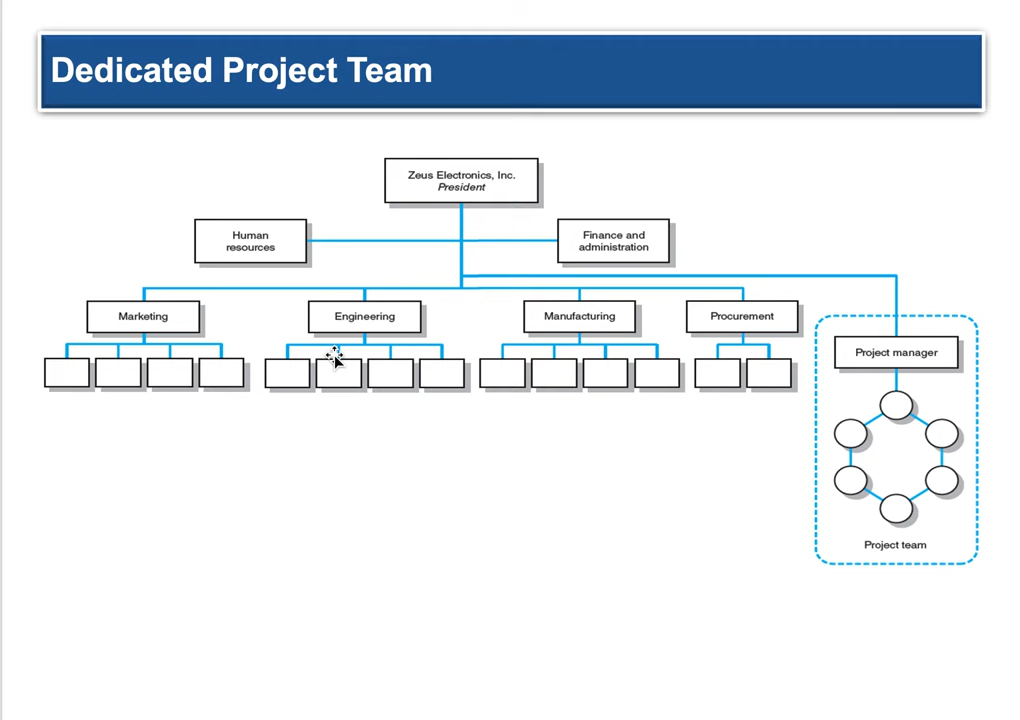 Dedicated Project Team
Zeus Electronics, Inc.
President
Human
resources
Finance and
administration
Marketing
Engineering
Manufacturing
Procurement
Project manager
Project team